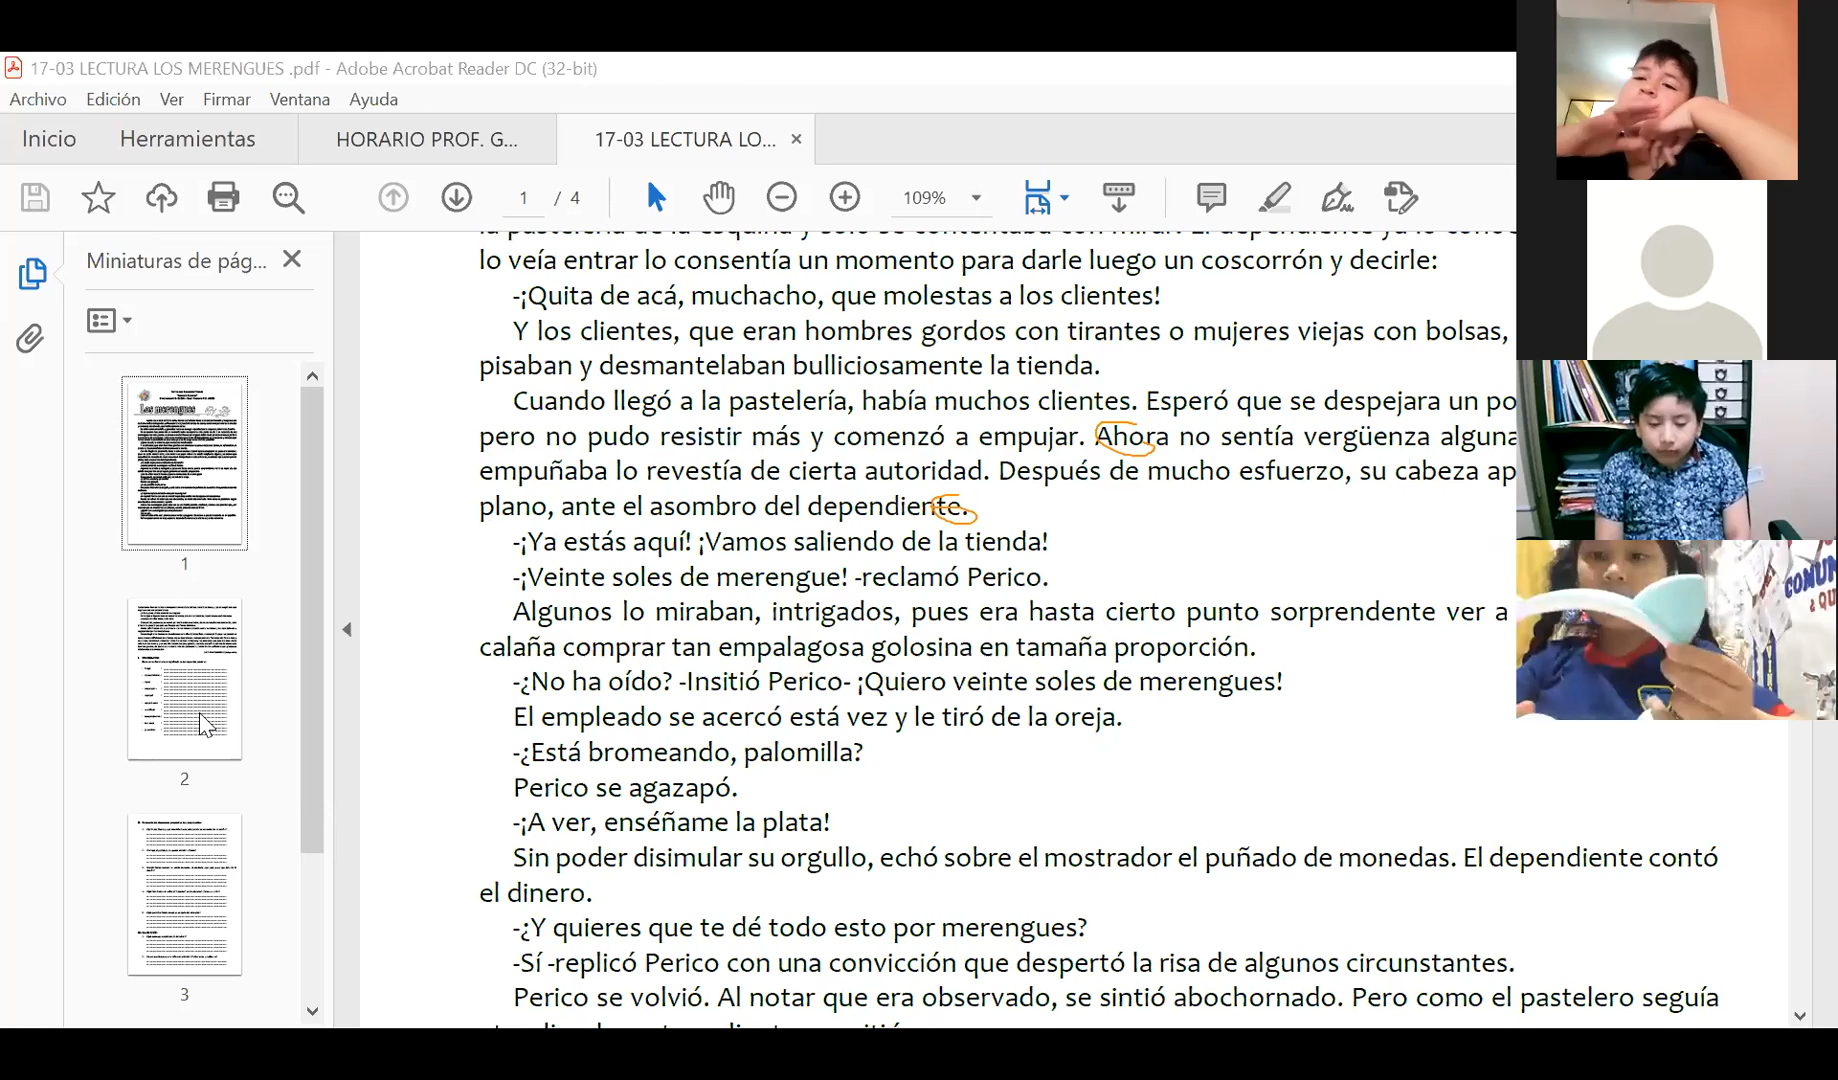 17-03 LECTURA LOS MERENGUES .pdf - Adobe Acrobat Reader DC (32-bit)
Archivo Edición Ver Firmar Ventana Ayuda
Inicio Herramientas HORARIO PROF. G... 17-03 LECTURA LO... ×
1 / 4 109%
Miniaturas de pág...
Los merengues
1
2
3
lo veía entrar lo consentía un momento para darle luego un coscorrón y decirle:
-¡Quita de acá, muchacho, que molestas a los clientes!
Y los clientes, que eran hombres gordos con tirantes o mujeres viejas con bolsas,
pisaban y desmantelaban bulliciosamente la tienda.
Cuando llegó a la pastelería, había muchos clientes. Esperó que se despejara un po
pero no pudo resistir más y comenzó a empujar. Ahora no sentía vergüenza alguna
empuñaba lo revestía de cierta autoridad. Después de mucho esfuerzo, su cabeza ap
plano, ante el asombro del dependiente.
-¡Ya estás aquí! ¡Vamos saliendo de la tienda!
-¡Veinte soles de merengue! -reclamó Perico.
Algunos lo miraban, intrigados, pues era hasta cierto punto sorprendente ver a
calaña comprar tan empalagosa golosina en tamaña proporción.
-¿No ha oído? -Insitió Perico- ¡Quiero veinte soles de merengues!
El empleado se acercó está vez y le tiró de la oreja.
-¿Está bromeando, palomilla?
Perico se agazapó.
-¡A ver, enséñame la plata!
Sin poder disimular su orgullo, echó sobre el mostrador el puñado de monedas. El dependiente contó
el dinero.
-¿Y quieres que te dé todo esto por merengues?
-Sí -replicó Perico con una convicción que despertó la risa de algunos circunstantes.
Perico se volvió. Al notar que era observado, se sintió abochornado. Pero como el pastelero seguía
COMUN
¿QU